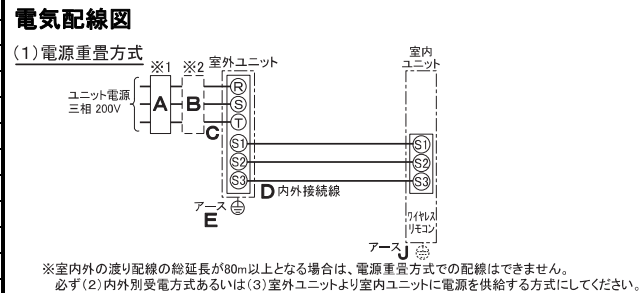 電気配線図
(1)電源重畳方式
※1 ※2 室外ユニット 室内
ユニット
ユニット電源
三相 200V
A B C
R
S
T
S1 S1
S2 S2
S3 S3
D 内外接続線
アース
E
ワイヤレス
リモコン
アース J
※室内外の渡り配線の総延長が80m以上となる場合は、電源重畳方式での配線はできません。
必ず(2)内外別受電方式あるいは(3)室外ユニットより室内ユニットに電源を供給する方式にしてください。